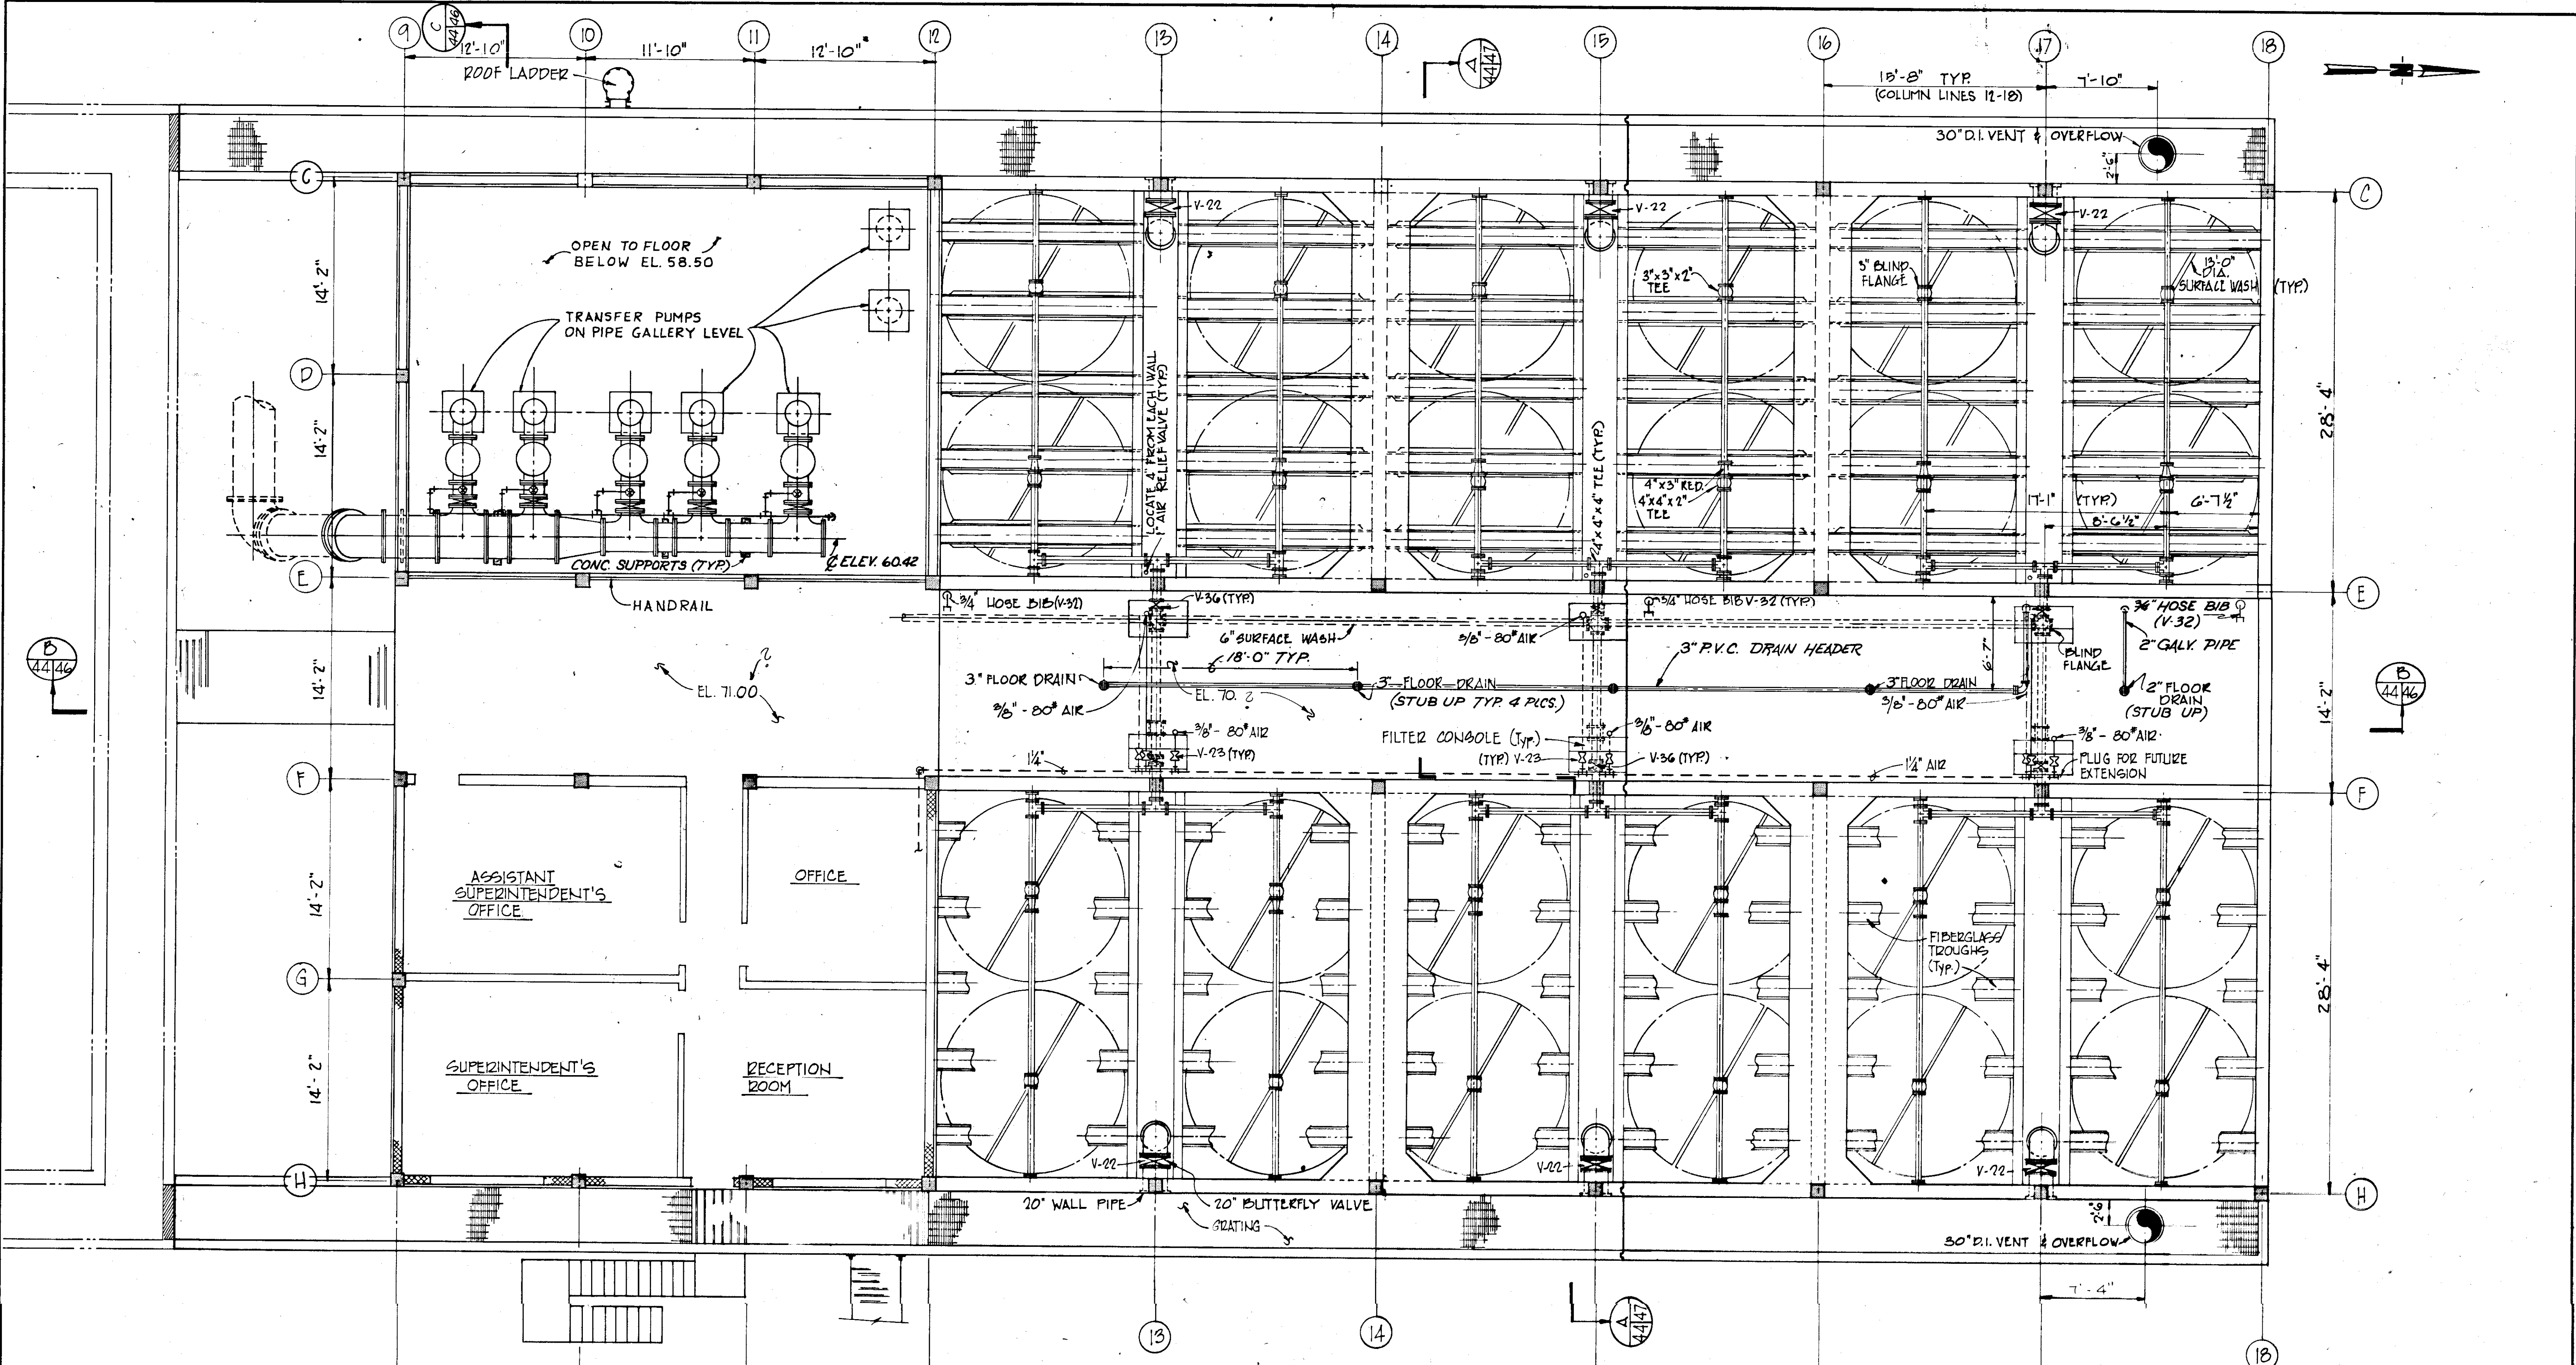 9
C
44 46
10
11
12
13
14
A
44 47
15
16
17
18
12'-10"
11'-10"
12'-10"
ROOF LADDER
15'-8" TYP.
(COLUMN LINES 12-18)
7'-10"
N
30" D.I. VENT & OVERFLOW
2'-6"
C
C
V-22
V-22
V-22
OPEN TO FLOOR
BELOW EL. 58.50
3"x3"x2"
TEE
3" BLIND
FLANGE
13'-0"
DIA.
SURFACE WASH (TYP.)
14'-2"
TRANSFER PUMPS
ON PIPE GALLERY LEVEL
D
14'-2"
28'-4"
LOCATE 4" FROM EACH WALL
1" AIR RELIEF VALVE (TYP.)
4"x4"x4" TEE (TYP.)
4"x3" RED.
4"x4"x2"
TEE
17'-1" (TYP.)
6'-7½"
8'-6½"
CONC. SUPPORTS (TYP.)
℄ ELEV. 60.42
E
E
HANDRAIL
3/4" HOSE BIB (V-32)
V-36 (TYP.)
3/4" HOSE BIB V-32 (TYP.)
3/4" HOSE BIB
(V-32)
2" GALV. PIPE
6" SURFACE WASH
3/8"-80# AIR
18'-0" TYP.
3" P.V.C. DRAIN HEADER
6'-7"
BLIND
FLANGE
B
44 46
14'-2"
EL. 71.00
?
3" FLOOR DRAIN
EL. 70. ?
3" FLOOR DRAIN
(STUB UP TYP. 4 PLCS.)
3" FLOOR DRAIN
2" FLOOR
DRAIN
(STUB UP)
B
44 46
14'-2"
3/8"-80# AIR
3/8"-80# AIR
3/8"-80# AIR
3/8"-80# AIR
3/8"-80# AIR
FILTER CONSOLE (TYP.)
V-23 (TYP.)
(TYP.) V-23
V-36 (TYP.)
PLUG FOR FUTURE
EXTENSION
1¼"
1¼" AIR
F
F
ASSISTANT
SUPERINTENDENT'S
OFFICE
OFFICE
14'-2"
FIBERGLASS
TROUGHS
(TYP.)
G
28'-4"
SUPERINTENDENT'S
OFFICE
RECEPTION
ROOM
14'-2"
V-22
V-22
V-22
H
H
20" WALL PIPE
20" BUTTERFLY VALVE
GRATING
2'-6"
30" D.I. VENT & OVERFLOW
7'-4"
13
14
A
44 47
18